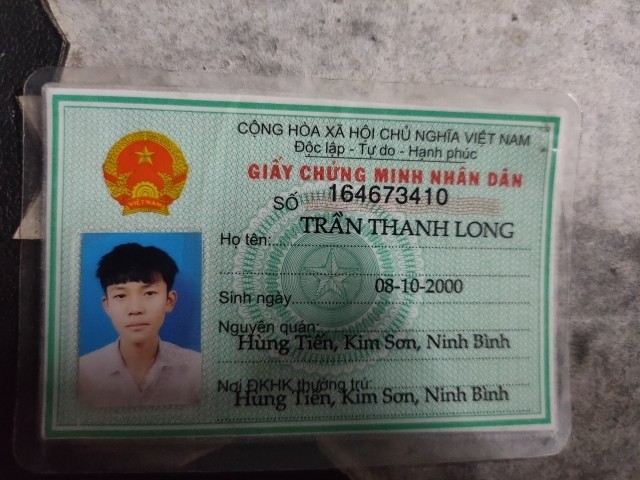 CỘNG HÒA XÃ HỘI CHỦ NGHĨA VIỆT NAM
Độc lập - Tự do - Hạnh phúc
GIẤY CHỨNG MINH NHÂN DÂN
SỐ 164673410
Họ tên: TRẦN THANH LONG
Sinh ngày 08-10-2000
Nguyên quán:
Hùng Tiến, Kim Sơn, Ninh Bình
Nơi ĐKHK thường trú:
Hùng Tiến, Kim Sơn, Ninh Bình
VIỆT NAM